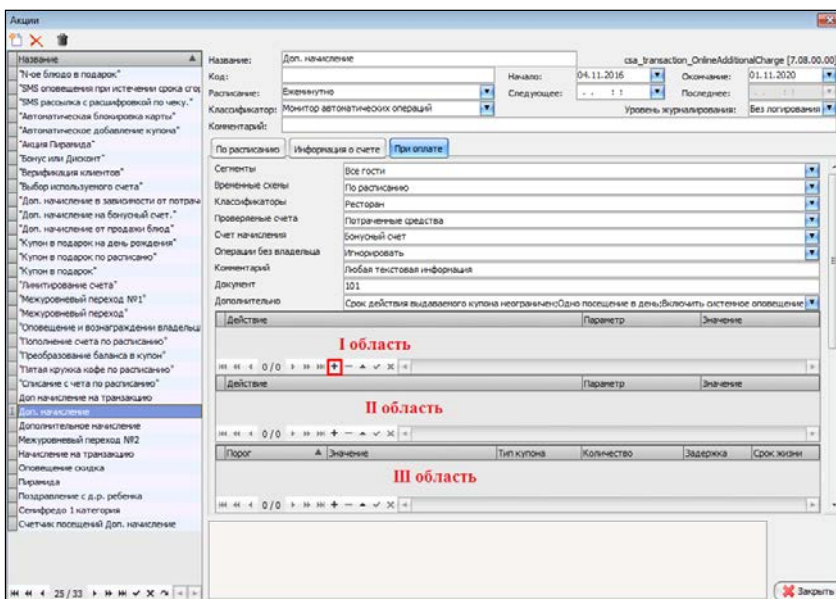 Акции
Название
"N-ое блюдо в подарок"
"SMS оповещения при истечении срока
"SMS рассылка с расшифровкой по чеку."
"Автоматическая блокировка карты"
"Автоматическое добавление купона"
"Акция Пирамида"
"Бонус или Дисконт"
"Верификация клиентов"
"Выбор используемого счета"
"Доп. начисление в зависимости от потрач
"Доп. начисление на бонусный счет."
"Доп. начисление от продажи блюд"
"Купон в подарок на день рождения"
"Купон в подарок по расписанию"
"Купон в подарок"
"Лимитирование счета"
"Межуровневый переход №1"
"Межуровневый переход"
"Оповещение и вознаграждении владельц
"Пополнение счета по расписанию"
"Преобразование баланса в купон"
"Пятая кружка кофе по расписанию"
"Списание с чета по расписанию"
Доп начисление на транзакцию
Доп. начисление
Дополнительное начисление
Межуровневый переход №2
Начисление на транзакцию
Оповещение скидка
Пирамида
Поздравление с д.р. ребенка
Семифредо 1 категория
Счетчик посещений Доп. начисление
25/33
Название: Доп. начисление csa_transaction_OnlineAdditionalCharge [7.08.00.00]
Код: Начало: 04.11.2016 Окончание: 01.11.2020
Расписание: Ежеминутно Следующее: . . : : Последнее: . . : :
Классификатор: Монитор автоматических операций Уровень журналирования: Без логирования
Комментарий:
По расписанию Информация о счете При оплате
Сегменты Все гости
Временные схемы По расписанию
Классификаторы Ресторан
Проверяемые счета Потраченные средства
Счет начисления Бонусный счет
Операции без владельца Игнорировать
Комментарий Любая текстовая информация
Документ 101
Дополнительно Срок действия выдаваемого купона неограничен;Одно посещение в день;Включить системное оповещение
Действие Параметр Значение
I область
0/0
Действие Параметр Значение
II область
0/0
Порог Значение Тип купона Количество Задержка Срок жизни
III область
0/0
Закрыть